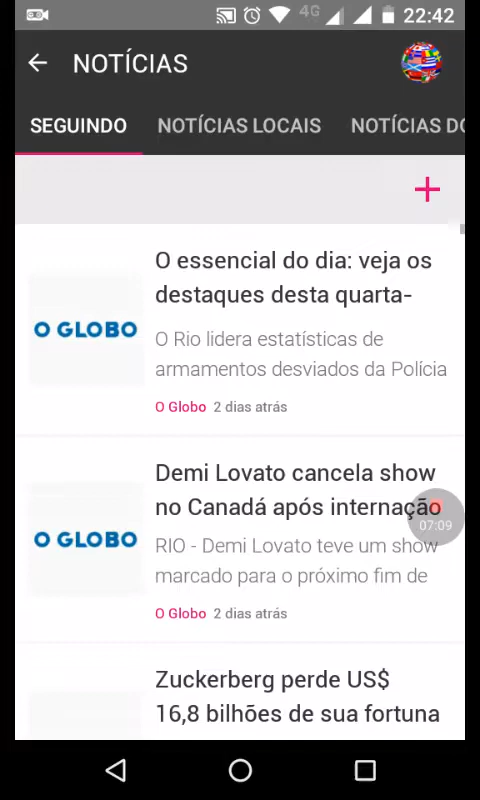 4G 22:42
NOTÍCIAS
SEGUINDO NOTÍCIAS LOCAIS NOTÍCIAS DO
O essencial do dia: veja os
destaques desta quarta-
O GLOBO
O Rio lidera estatísticas de
armamentos desviados da Polícia
O Globo 2 dias atrás
Demi Lovato cancela show
no Canadá após internação
07:09
O GLOBO
RIO - Demi Lovato teve um show
marcado para o próximo fim de
O Globo 2 dias atrás
Zuckerberg perde US$
16,8 bilhões de sua fortuna